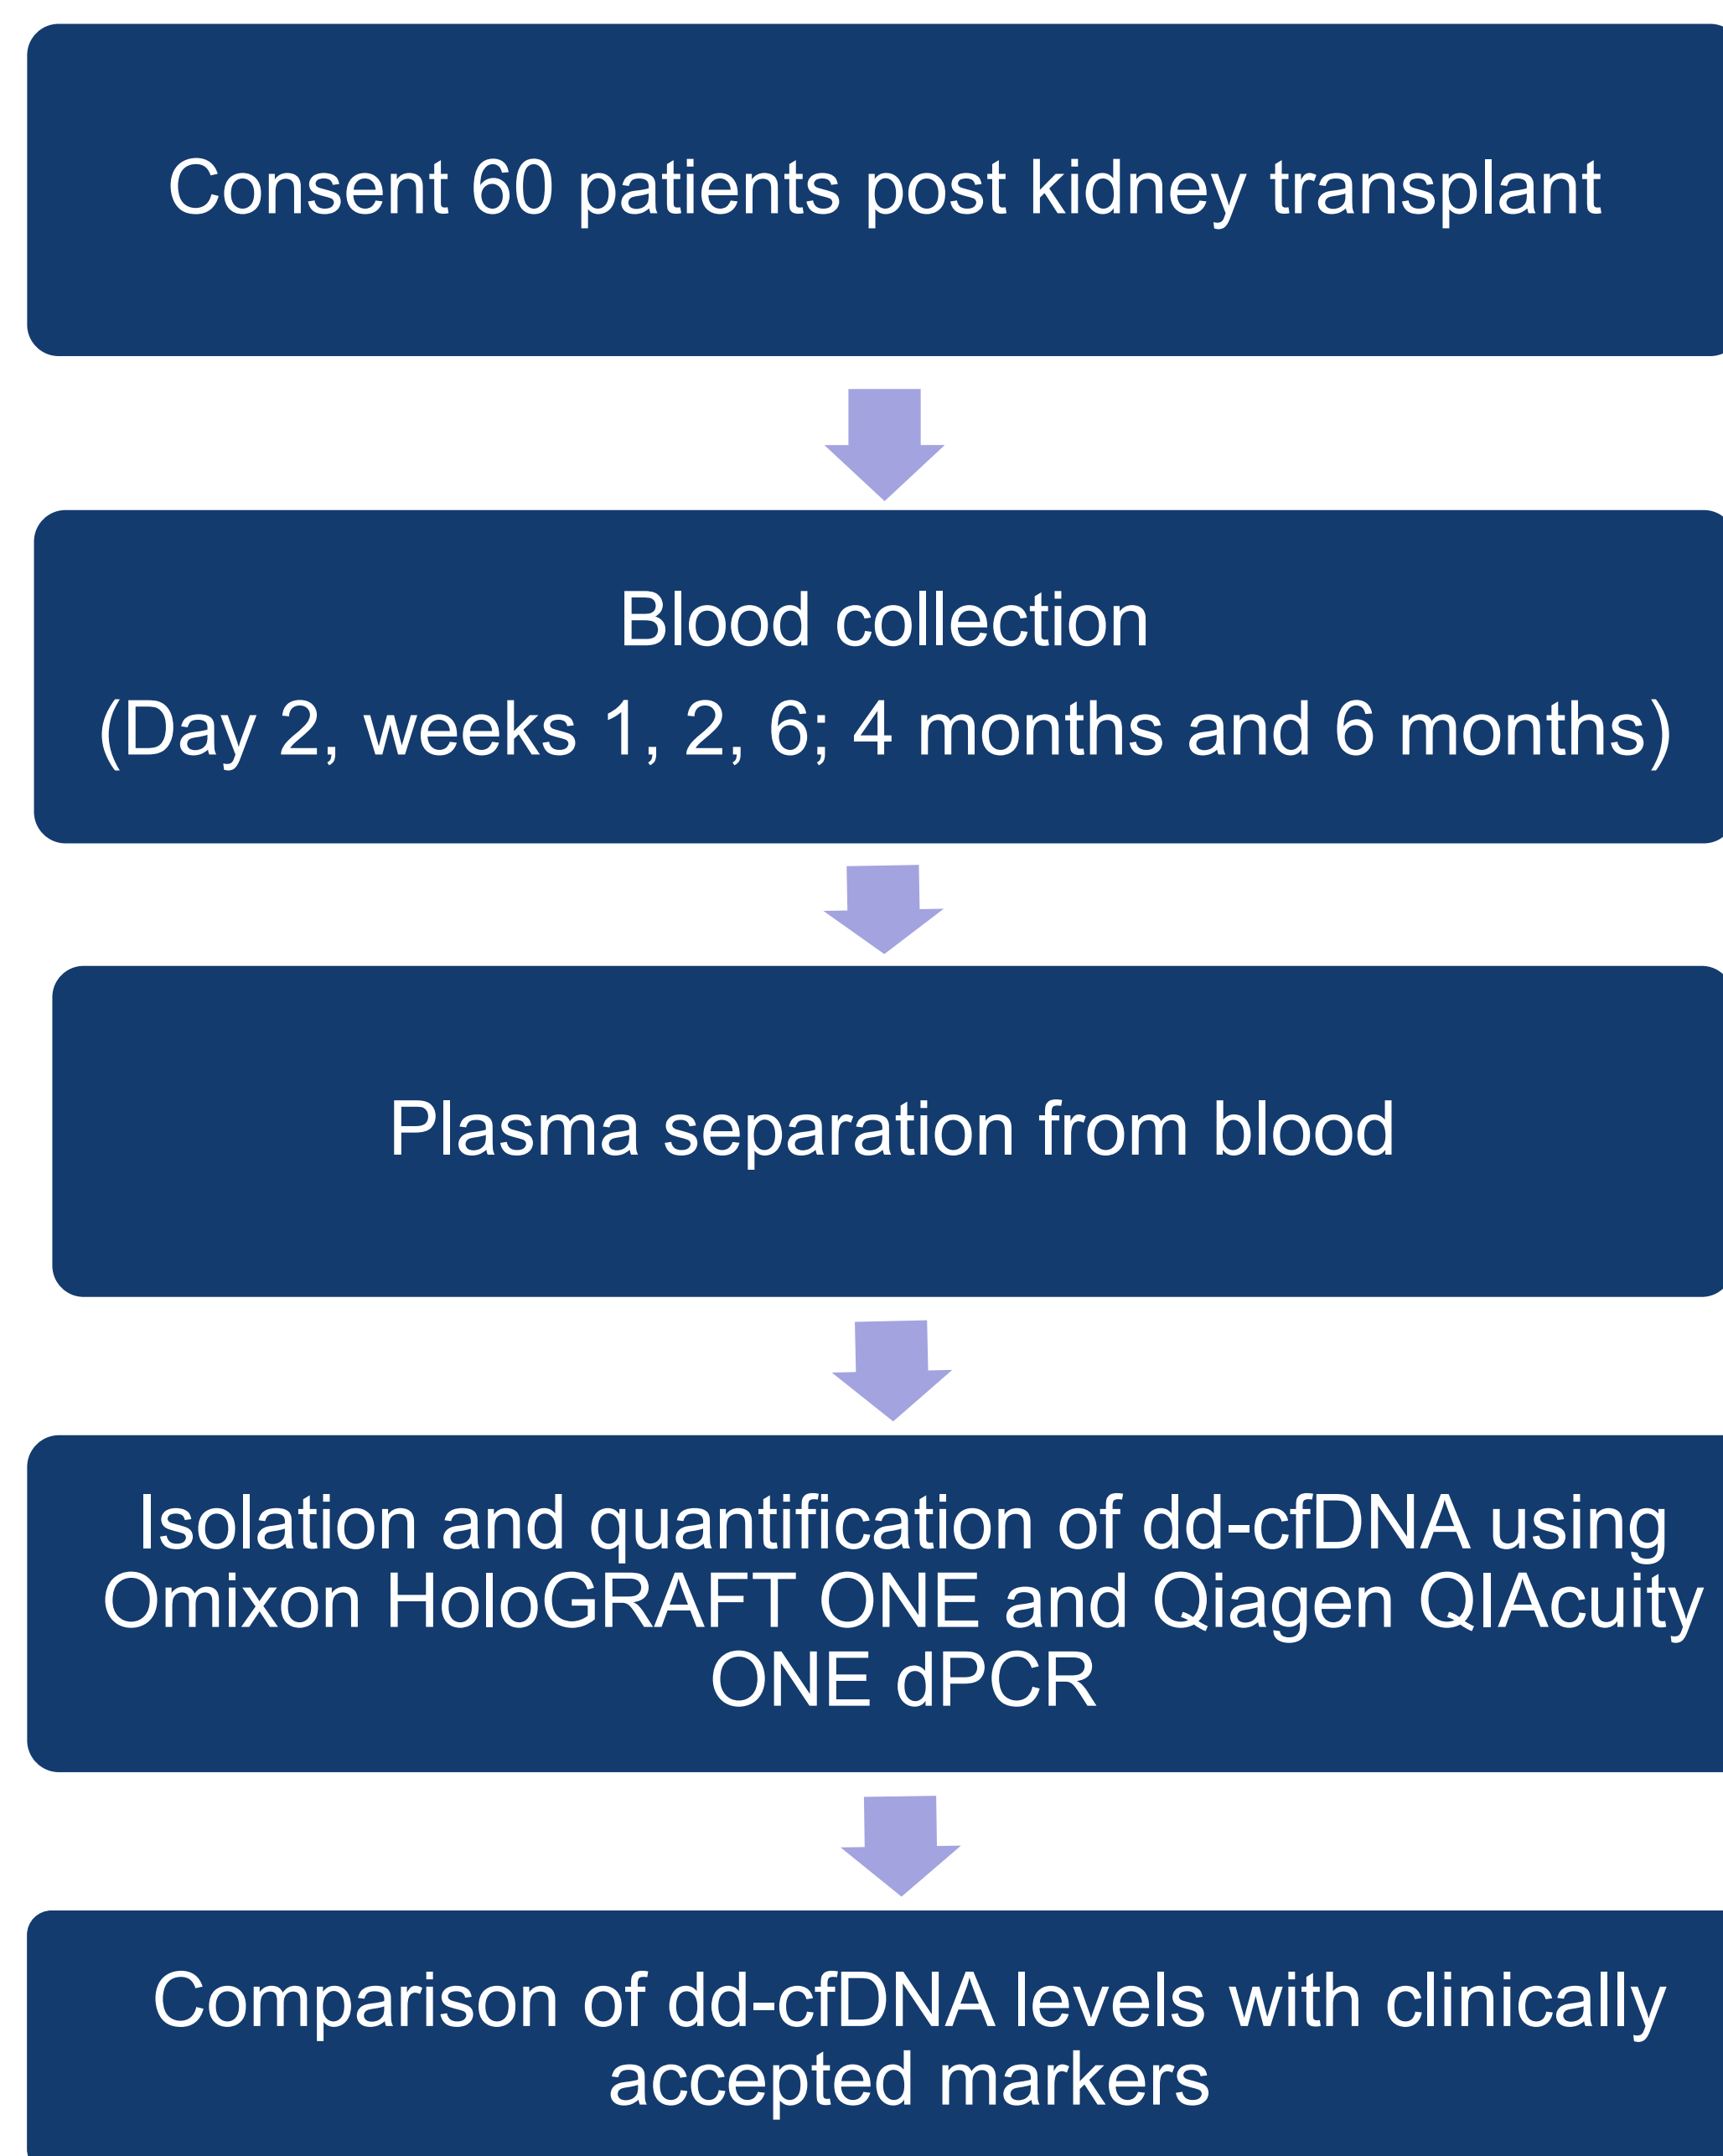 Consent 60 patients post kidney transplant
Blood collection
(Day 2, weeks 1, 2, 6; 4 months and 6 months)
Plasma separation from blood
Isolation and quantification of dd-cfDNA using
Omixon HoloGRAFT ONE and Qiagen QIAcuity
ONE dPCR
Comparison of dd-cfDNA levels with clinically
accepted markers